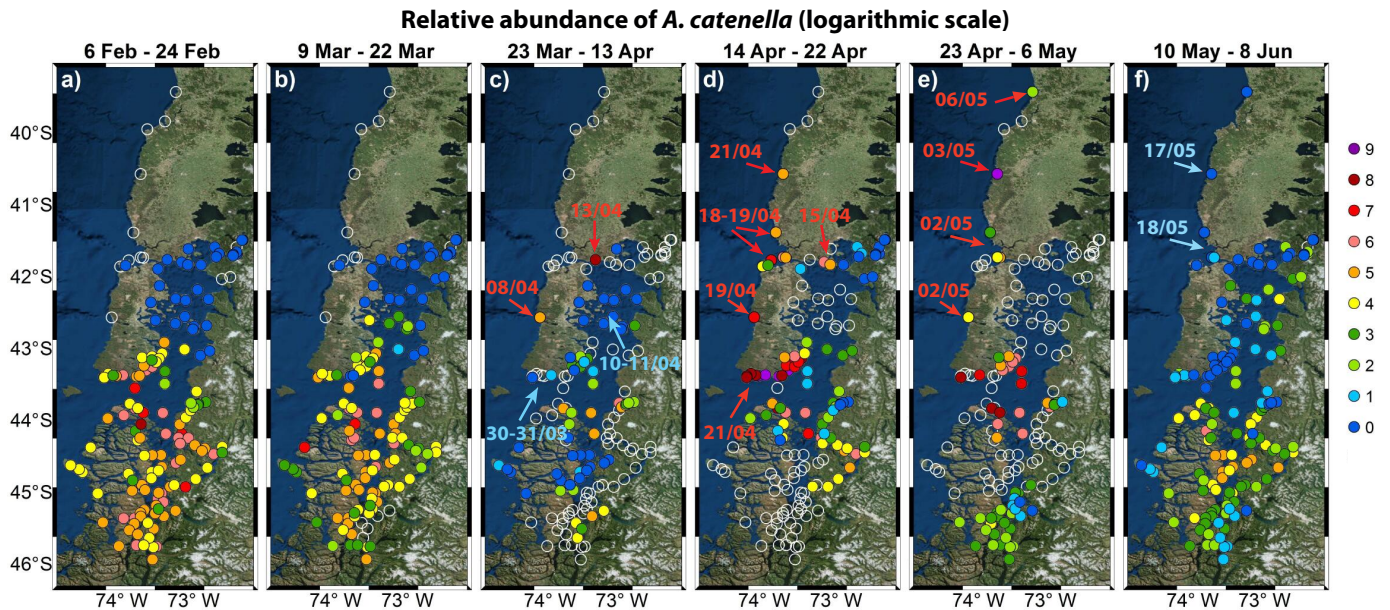 Relative abundance of A. catenella (logarithmic scale)
6 Feb - 24 Feb
9 Mar - 22 Mar
23 Mar - 13 Apr
14 Apr - 22 Apr
23 Apr - 6 May
10 May - 8 Jun
a)
b)
c)
d)
e)
f)
40°S
41°S
42°S
43°S
44°S
45°S
46°S
13/04
08/04
10-11/04
30-31/03
21/04
18-19/04
15/04
19/04
21/04
06/05
03/05
02/05
02/05
17/05
18/05
9
8
7
6
5
4
3
2
1
0
74° W 73° W
74° W 73° W
74° W 73° W
74° W 73° W
74° W 73° W
74° W 73° W